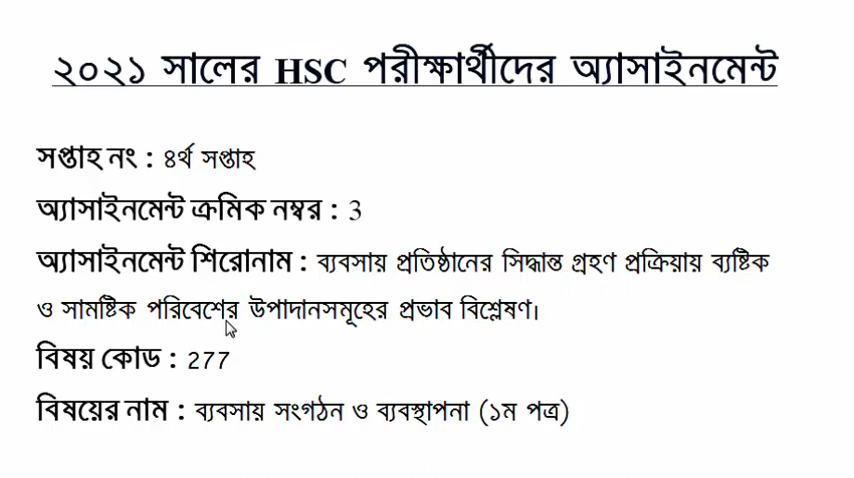 ২০২১ সালের HSC পরীক্ষার্থীদের অ্যাসাইনমেন্ট
সপ্তাহ নং : ৪র্থ সপ্তাহ
অ্যাসাইনমেন্ট ক্রমিক নম্বর : 3
অ্যাসাইনমেন্ট শিরোনাম : ব্যবসায় প্রতিষ্ঠানের সিদ্ধান্ত গ্রহণ প্রক্রিয়ায় ব্যষ্টিক
ও সামষ্টিক পরিবেশের উপাদানসমূহের প্রভাব বিশ্লেষণ।
বিষয় কোড : 277
বিষয়ের নাম : ব্যবসায় সংগঠন ও ব্যবস্থাপনা (১ম পত্র)